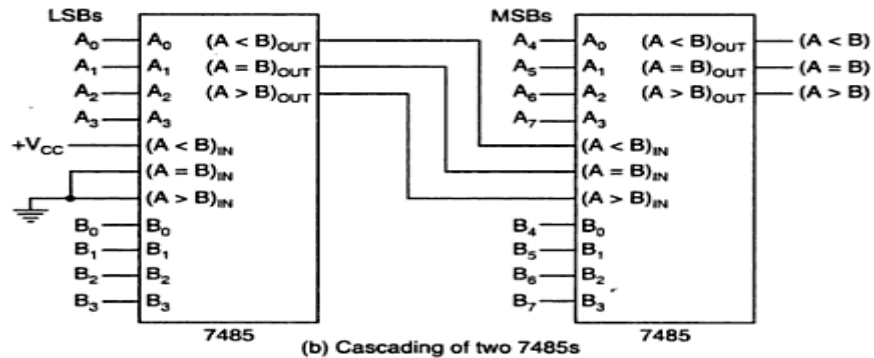 LSBs
MSBs
A₀ A₀ (A < B)OUT
A₁ A₁ (A = B)OUT
A₂ A₂ (A > B)OUT
A₃ A₃
+VCC (A < B)IN
(A = B)IN
(A > B)IN
B₀ B₀
B₁ B₁
B₂ B₂
B₃ B₃
7485
A₄ A₀ (A < B)OUT (A < B)
A₅ A₁ (A = B)OUT (A = B)
A₆ A₂ (A > B)OUT (A > B)
A₇ A₃
(A < B)IN
(A = B)IN
(A > B)IN
B₄ B₀
B₅ B₁
B₆ B₂
B₇ B₃
7485
(b) Cascading of two 7485s